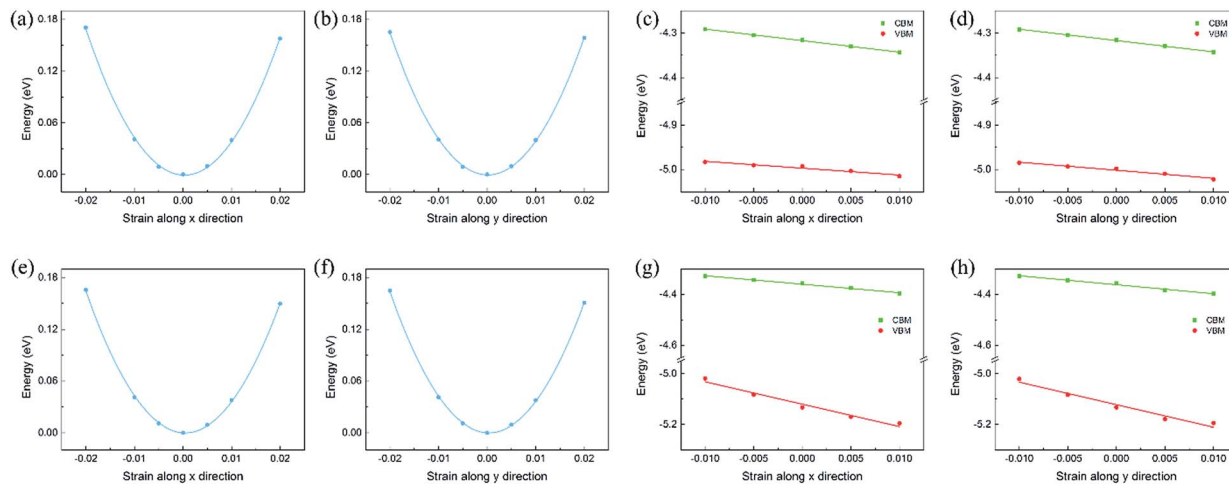 (a)
0.18
0.12
0.06
0.00
Energy (eV)
-0.02 -0.01 0.00 0.01 0.02
Strain along x direction
(b)
0.18
0.12
0.06
0.00
Energy (eV)
-0.02 -0.01 0.00 0.01 0.02
Strain along y direction
(c)
CBM
VBM
-4.3
-4.4
-4.9
-5.0
Energy (eV)
-0.010 -0.005 0.000 0.005 0.010
Strain along x direction
(d)
CBM
VBM
-4.3
-4.4
-4.9
-5.0
Energy (eV)
-0.010 -0.005 0.000 0.005 0.010
Strain along y direction
(e)
0.18
0.12
0.06
0.00
Energy (eV)
-0.02 -0.01 0.00 0.01 0.02
Strain along x direction
(f)
0.18
0.12
0.06
0.00
Energy (eV)
-0.02 -0.01 0.00 0.01 0.02
Strain along y direction
(g)
-4.4
-4.6
-5.0
-5.2
CBM
VBM
Energy (eV)
-0.010 -0.005 0.000 0.005 0.010
Strain along x direction
(h)
-4.4
-4.6
-5.0
-5.2
CBM
VBM
Energy (eV)
-0.010 -0.005 0.000 0.005 0.010
Strain along y direction